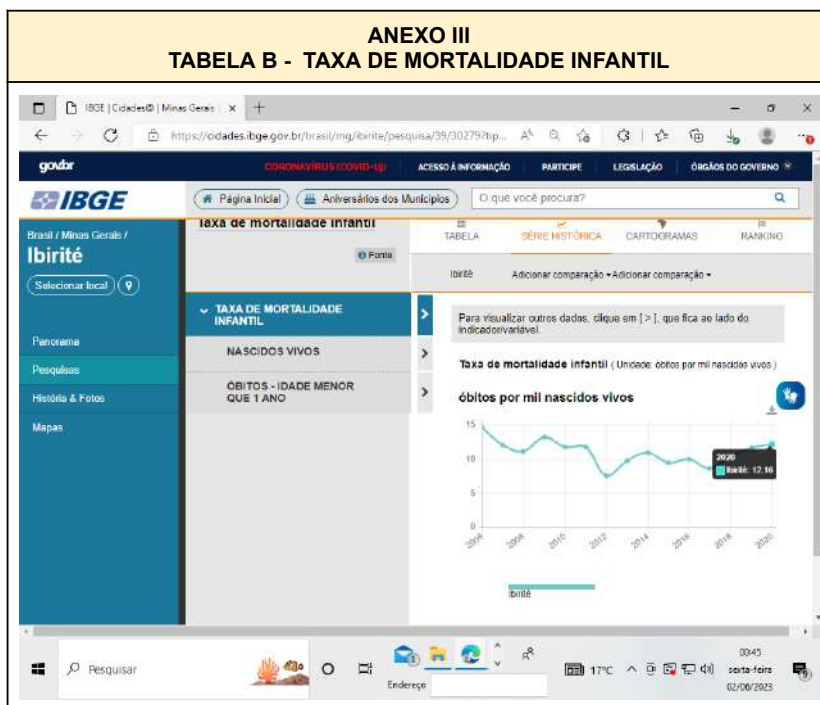 ANEXO III
TABELA B - TAXA DE MORTALIDADE INFANTIL
IBGE | Cidades@ | Minas Gerais |
https://cidades.ibge.gov.br/brasil/mg/ibirite/pesquisa/39/30279?tip...
govbr
CORONAVÍRUS (COVID-19)
ACESSO À INFORMAÇÃO
PARTICIPE
LEGISLAÇÃO
ÓRGÃOS DO GOVERNO
IBGE
Página Inicial
Aniversários dos Municípios
O que você procura?
Brasil / Minas Gerais /
Ibirité
Selecionar local
Panorama
Pesquisas
História & Fotos
Mapas
Taxa de mortalidade infantil
Fonte
TAXA DE MORTALIDADE
INFANTIL
NASCIDOS VIVOS
ÓBITOS - IDADE MENOR
QUE 1 ANO
TABELA
SÉRIE HISTÓRICA
CARTOGRAMAS
RANKING
Ibirité
Adicionar comparação
Adicionar comparação
Para visualizar outros dados, clique em [ > ], que fica ao lado do
indicador/variável.
Taxa de mortalidade infantil ( Unidade: óbitos por mil nascidos vivos )
óbitos por mil nascidos vivos
15
10
5
0
2020
Ibirité: 12.16
2006
2008
2010
2012
2014
2016
2018
2020
Ibirité
Pesquisar
Endereço
17°C
00:45
sexta-feira
02/06/2023